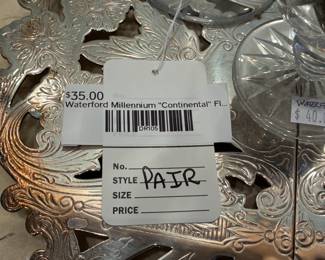 $35.00
Waterford Millennium "Continental" Fl...
DR105
No.
STYLE PAIR
SIZE
PRICE
$ 40.